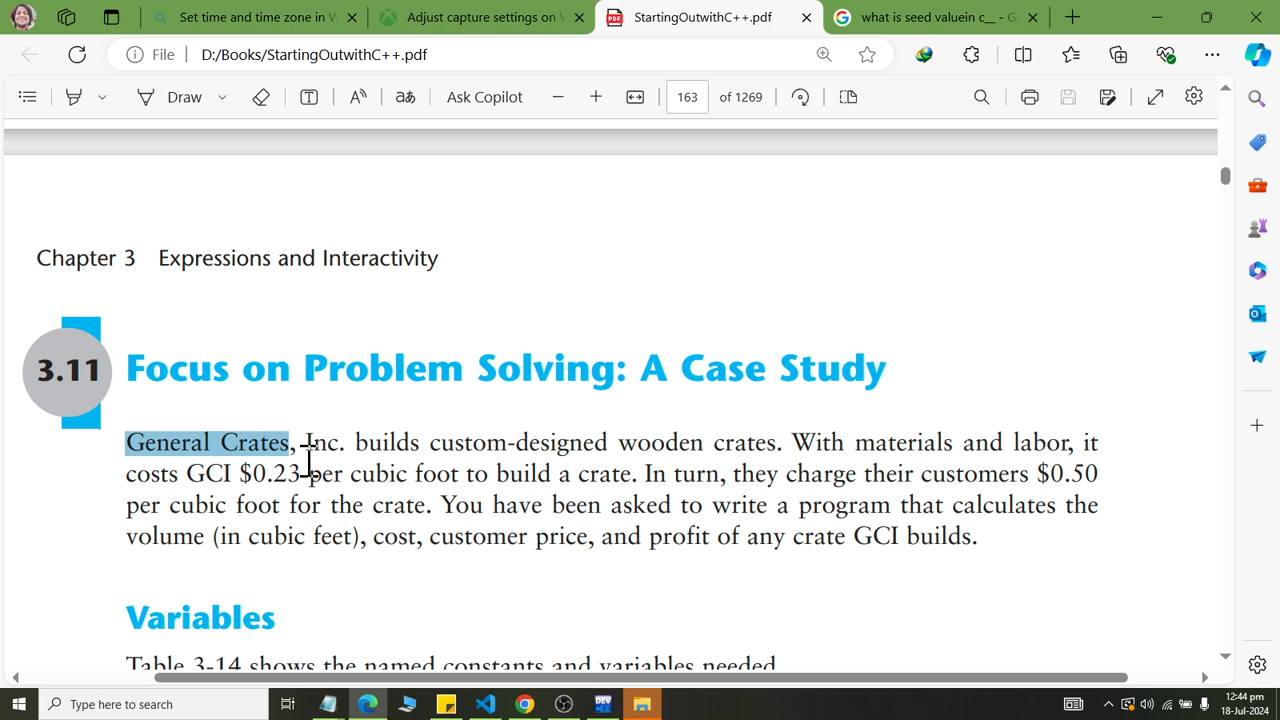 Set time and time zone in W
Adjust capture settings on W
StartingOutwithC++.pdf
what is seed valuein c__ - G
File
D:/Books/StartingOutwithC++.pdf
Draw
Ask Copilot
163 of 1269
Chapter 3 Expressions and Interactivity
3.11 Focus on Problem Solving: A Case Study
General Crates, Inc. builds custom-designed wooden crates. With materials and labor, it
costs GCI $0.23 per cubic foot to build a crate. In turn, they charge their customers $0.50
per cubic foot for the crate. You have been asked to write a program that calculates the
volume (in cubic feet), cost, customer price, and profit of any crate GCI builds.
Variables
Table 3-14 shows the named constants and variables needed.
Type here to search
12:44 pm
18-Jul-2024